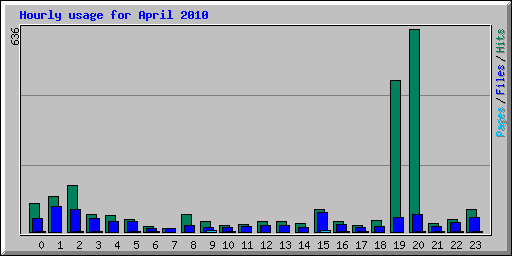 Hourly usage for April 2010
636
Pages/Files/Hits
0 1 2 3 4 5 6 7 8 9 10 11 12 13 14 15 16 17 18 19 20 21 22 23